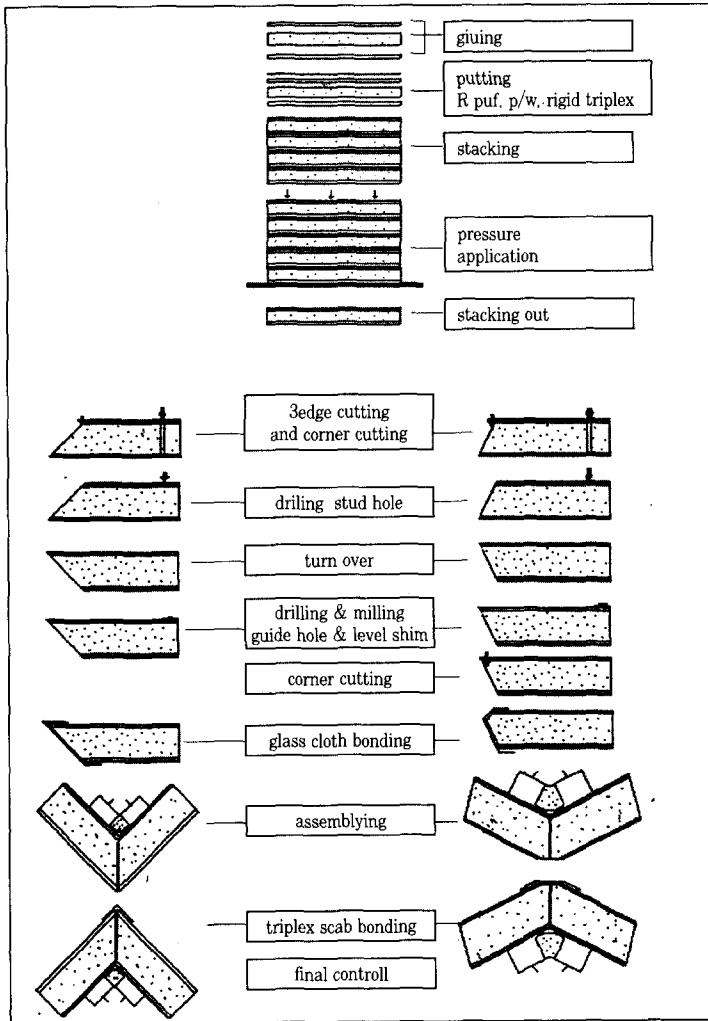 giuing
putting
R puf, p/w, rigid triplex
stacking
pressure
application
stacking out
3edge cutting
and corner cutting
driling stud hole
turn over
drilling & milling
guide hole & level shim
corner cutting
glass cloth bonding
assemblying
triplex scab bonding
final controll